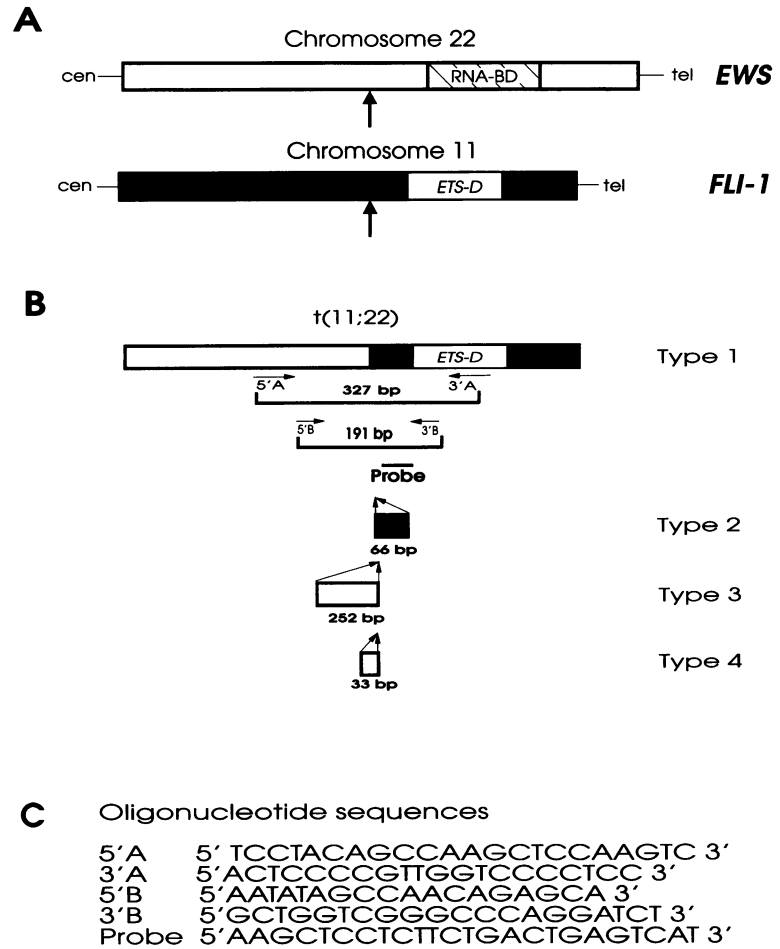 A
Chromosome 22
cen RNA-BD tel EWS
Chromosome 11
cen ETS-D tel FLI-1
B
t(11;22)
ETS-D Type 1
5'A 327 bp 3'A
5'B 191 bp 3'B
Probe
Type 2
66 bp
Type 3
252 bp
Type 4
33 bp
C Oligonucleotide sequences
5'A 5' TCCTACAGCCAAGCTCCAAGTC 3'
3'A 5'ACTCCCCGTTGGTCCCCTCC 3'
5'B 5'AATATAGCCAACAGAGCA 3'
3'B 5'GCTGGTCGGGCCCAGGATCT 3'
Probe 5'AAGCTCCTCTTCTGACTGAGTCAT 3'